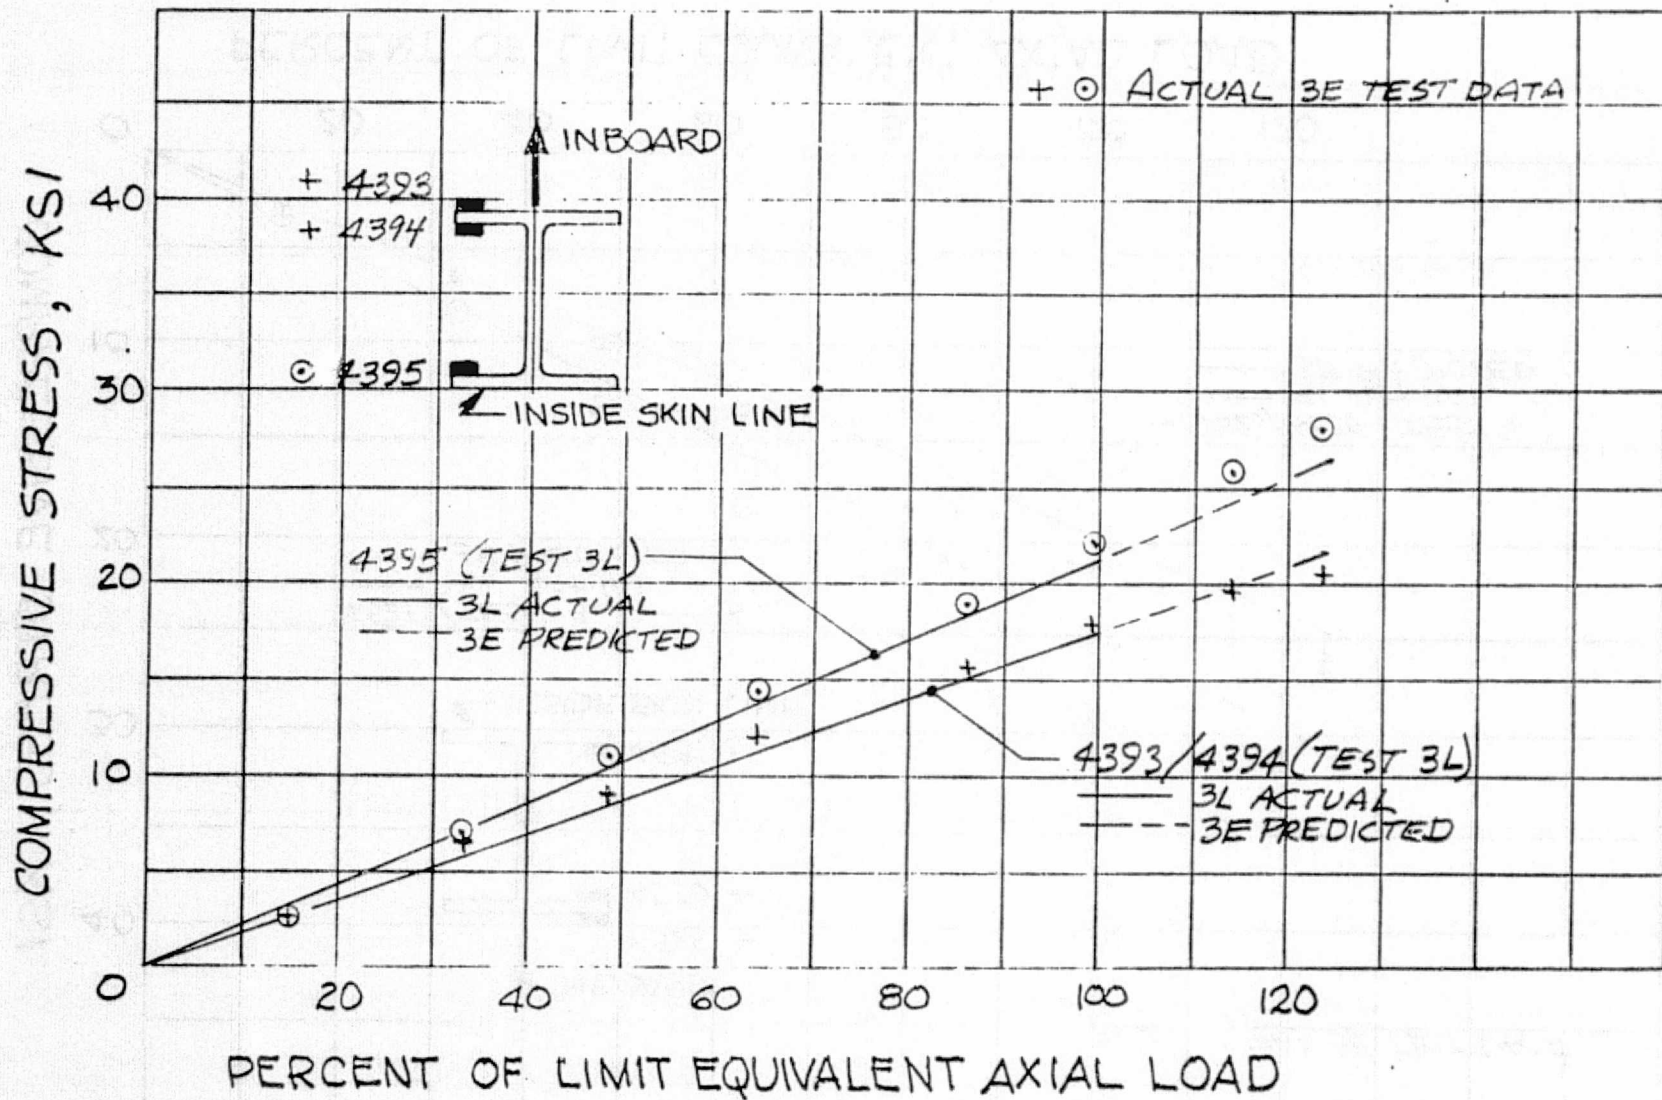 + ⊙ ACTUAL 3E TEST DATA
INBOARD
+ 4393
+ 4394
⊙ 4395
INSIDE SKIN LINE
4395 (TEST 3L)
—— 3L ACTUAL
--- 3E PREDICTED
4393/4394 (TEST 3L)
—— 3L ACTUAL
--- 3E PREDICTED
COMPRESSIVE STRESS, KSI
40
30
20
10
0
20 40 60 80 100 120
PERCENT OF LIMIT EQUIVALENT AXIAL LOAD